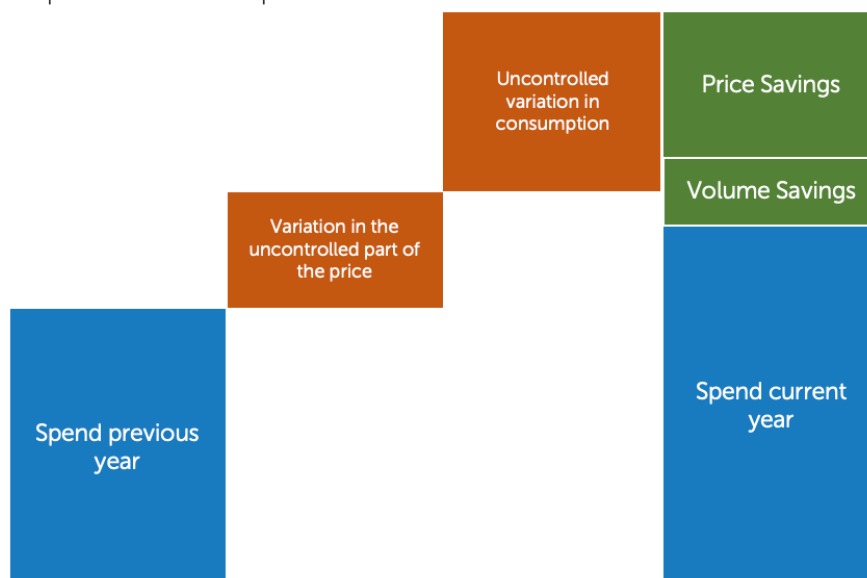 Uncontrolled
variation in
consumption
Price Savings
Volume Savings
Variation in the
uncontrolled part of
the price
Spend previous
year
Spend current
year